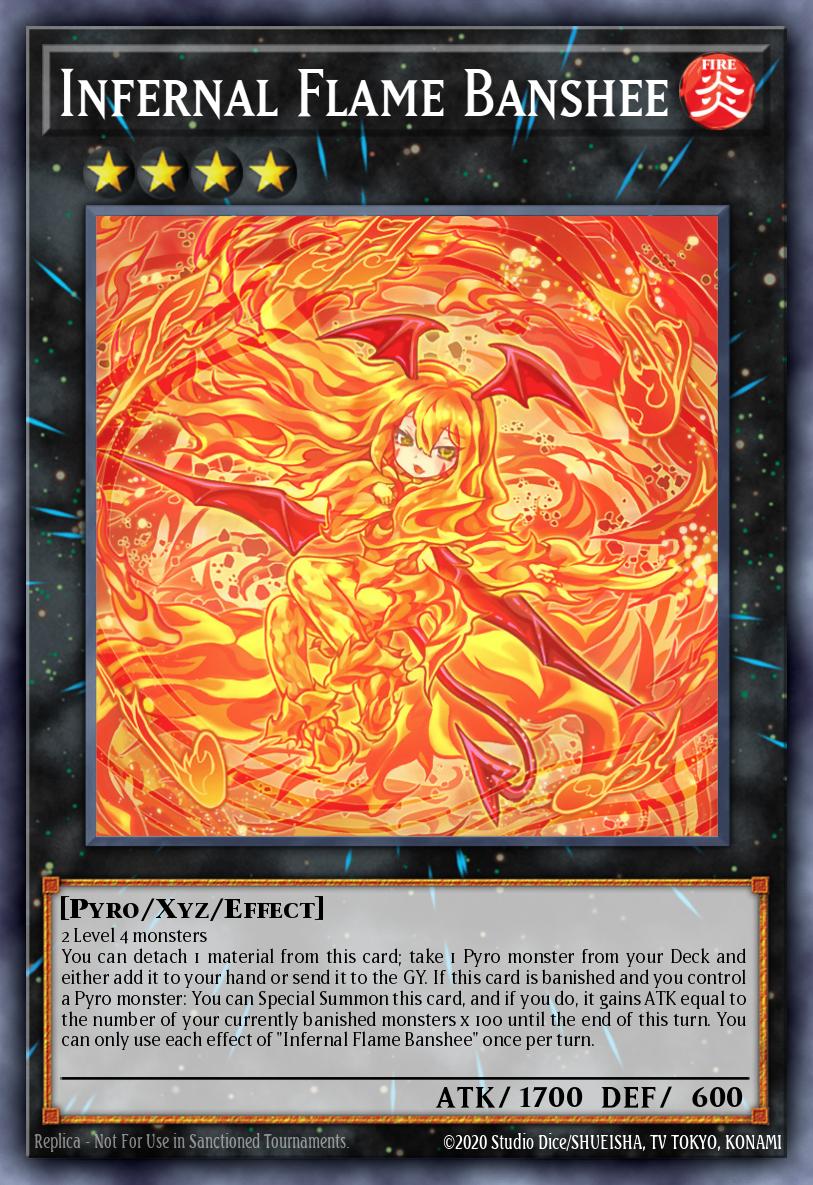 Infernal Flame Banshee
FIRE
炎
[Pyro/Xyz/Effect]
2 Level 4 monsters
You can detach 1 material from this card; take 1 Pyro monster from your Deck and
either add it to your hand or send it to the GY. If this card is banished and you control
a Pyro monster: You can Special Summon this card, and if you do, it gains ATK equal to
the number of your currently banished monsters x 100 until the end of this turn. You
can only use each effect of "Infernal Flame Banshee" once per turn.
ATK/ 1700 DEF/ 600
Replica - Not For Use in Sanctioned Tournaments.
©2020 Studio Dice/SHUEISHA, TV TOKYO, KONAMI